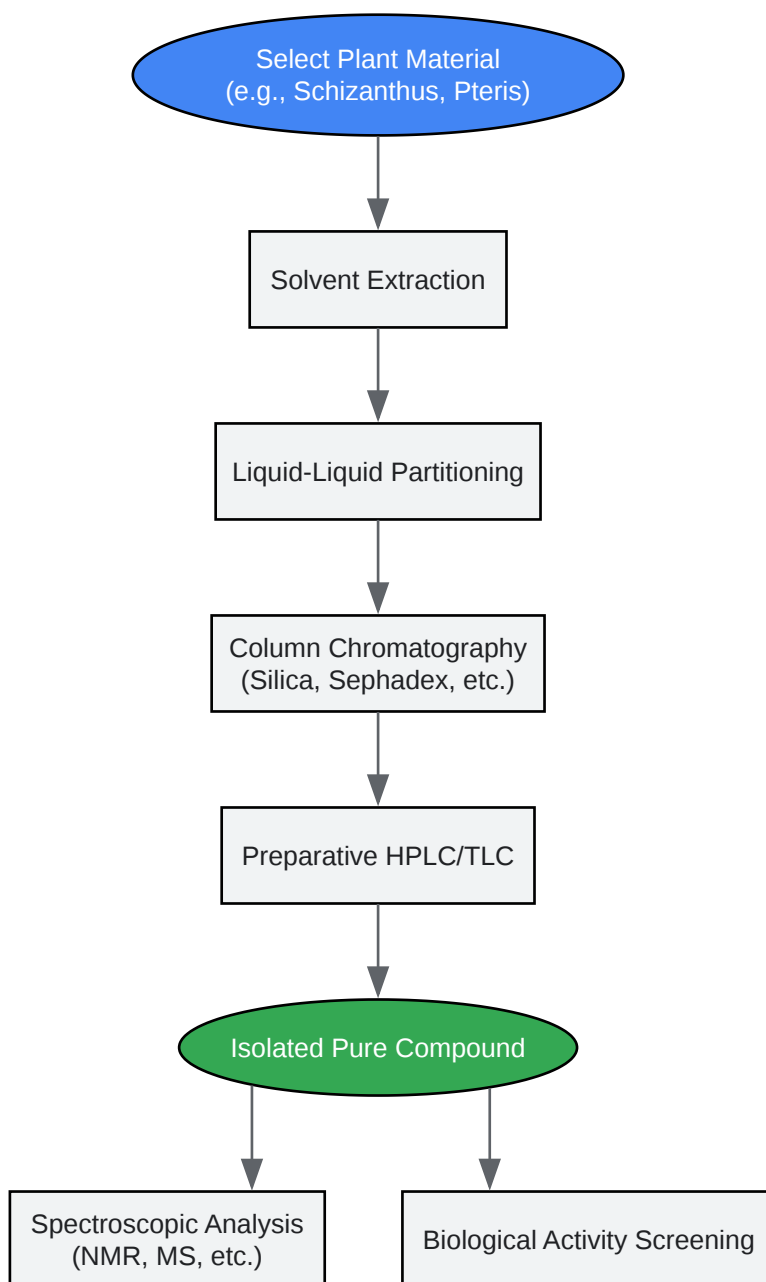 Select Plant Material
(e.g., Schizanthus, Pteris)
Solvent Extraction
Liquid-Liquid Partitioning
Column Chromatography
(Silica, Sephadex, etc.)
Preparative HPLC/TLC
Isolated Pure Compound
Spectroscopic Analysis
(NMR, MS, etc.)
Biological Activity Screening